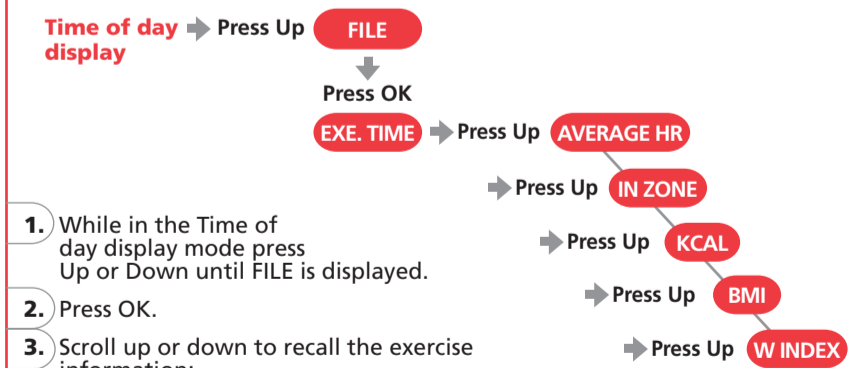 Time of day Press Up FILE
display
Press OK
EXE. TIME Press Up AVERAGE HR
Press Up IN ZONE
Press Up KCAL
Press Up BMI
Press Up W INDEX
1. While in the Time of
day display mode press
Up or Down until FILE is displayed.
2. Press OK.
3. Scroll up or down to recall the exercise
information: